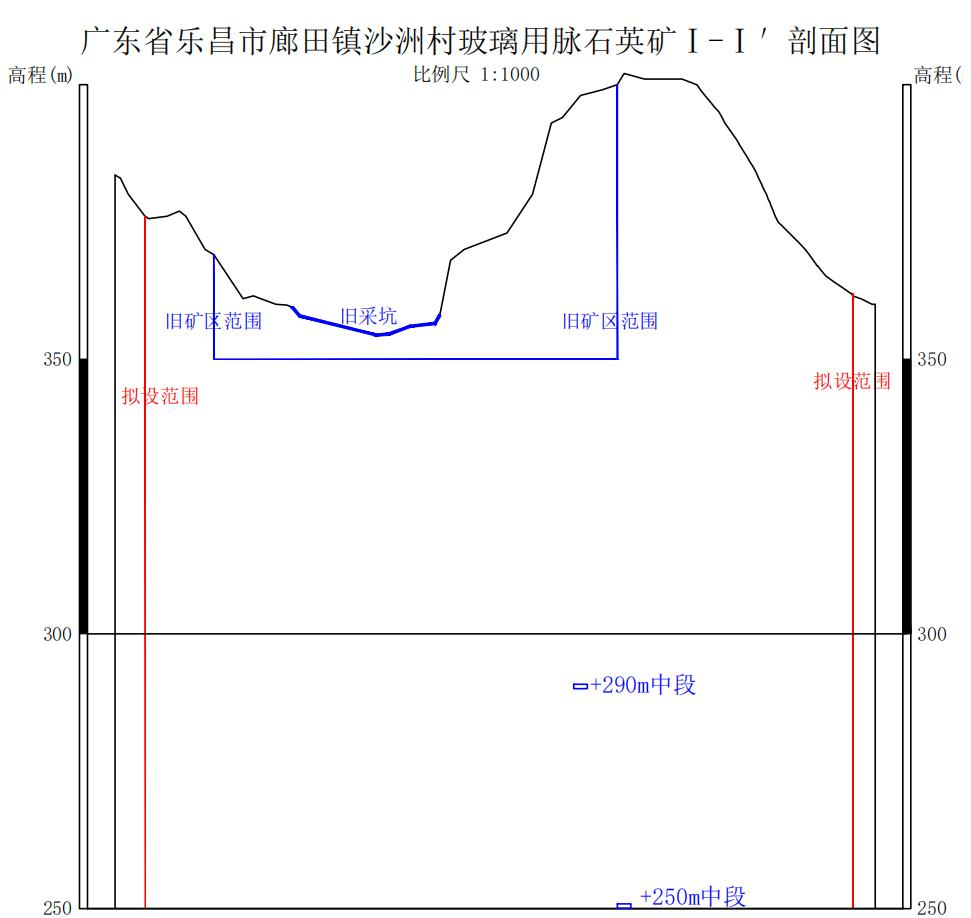 广东省乐昌市廊田镇沙洲村玻璃用脉石英矿Ⅰ-Ⅰ′剖面图
高程(m)
比例尺 1:1000
高程(
旧矿区范围
旧采坑
旧矿区范围
350
350
拟设范围
拟设范围
300
300
+290m中段
+250m中段
250
250